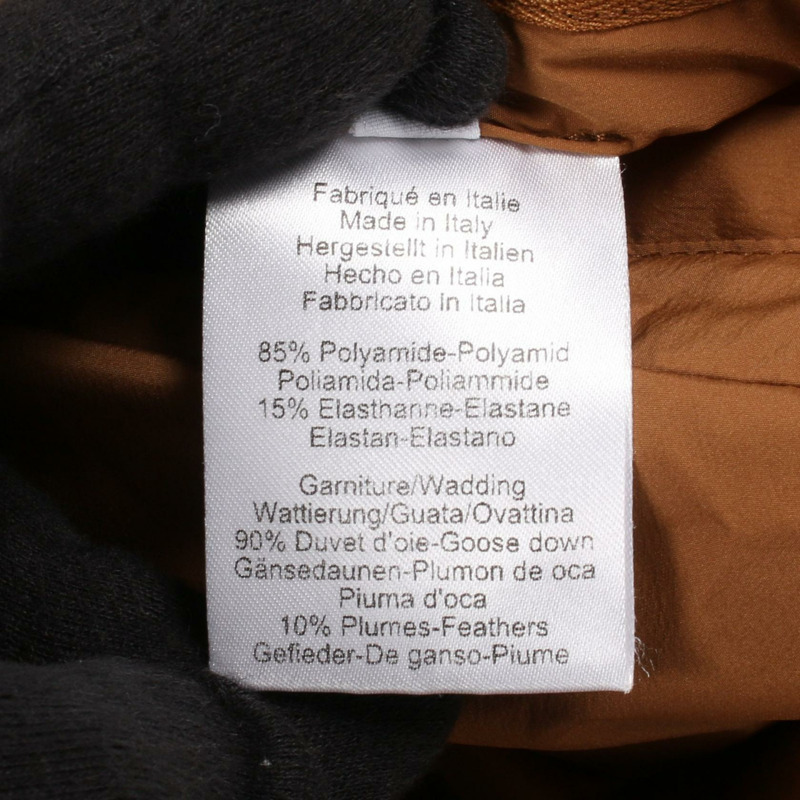 Fabriqué en Italie
Made in Italy
Hergestellt in Italien
Hecho en Italia
Fabbricato in Italia
85% Polyamide-Polyamid
Poliamida-Poliammide
15% Elasthanne-Elastane
Elastan-Elastano
Garniture/Wadding
Wattierung/Guata/Ovattina
90% Duvet d'oie-Goose down
Gänsedaunen-Plumon de oca
Piuma d'oca
10% Plumes-Feathers
Gefieder-De ganso-Piume